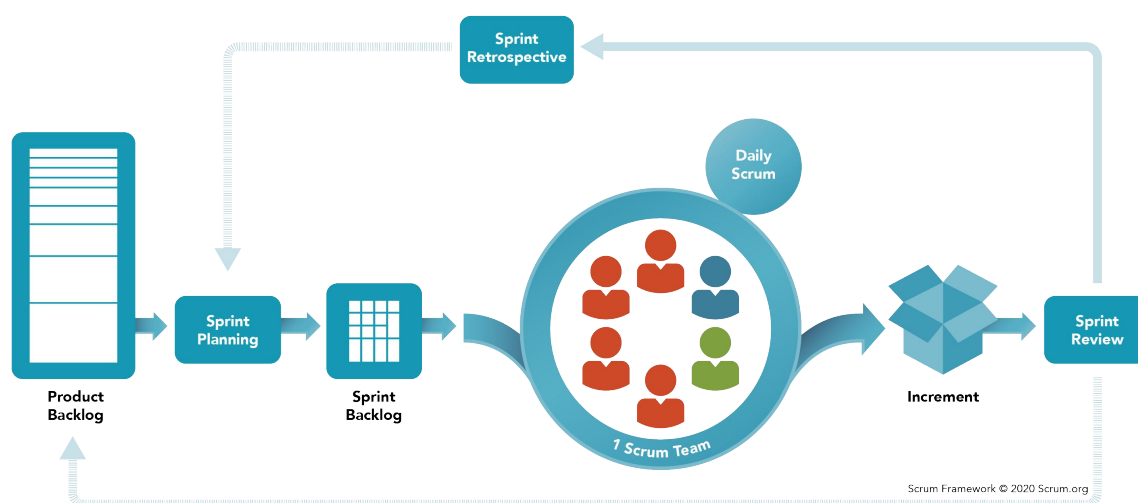 Sprint
Retrospective
Daily
Scrum
Sprint
Planning
Sprint
Review
Product
Backlog
Sprint
Backlog
Increment
1 Scrum Team
Scrum Framework © 2020 Scrum.org